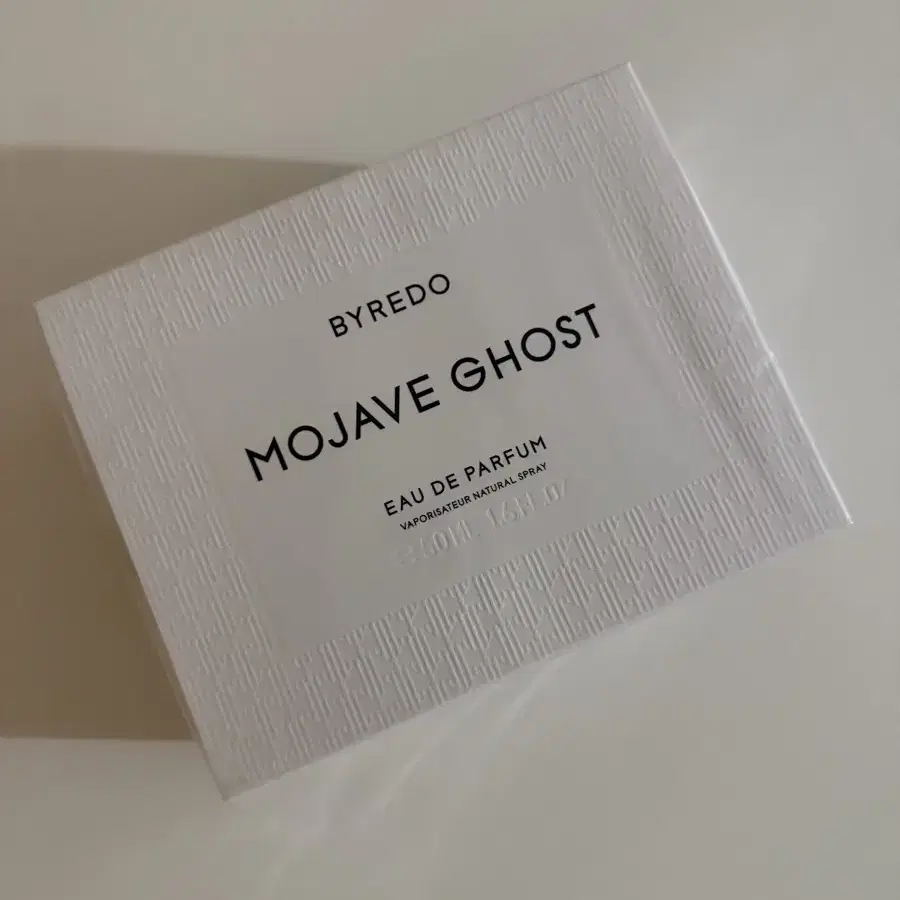 BYREDO
MOJAVE GHOST
EAU DE PARFUM
VAPORISATEUR NATURAL SPRAY